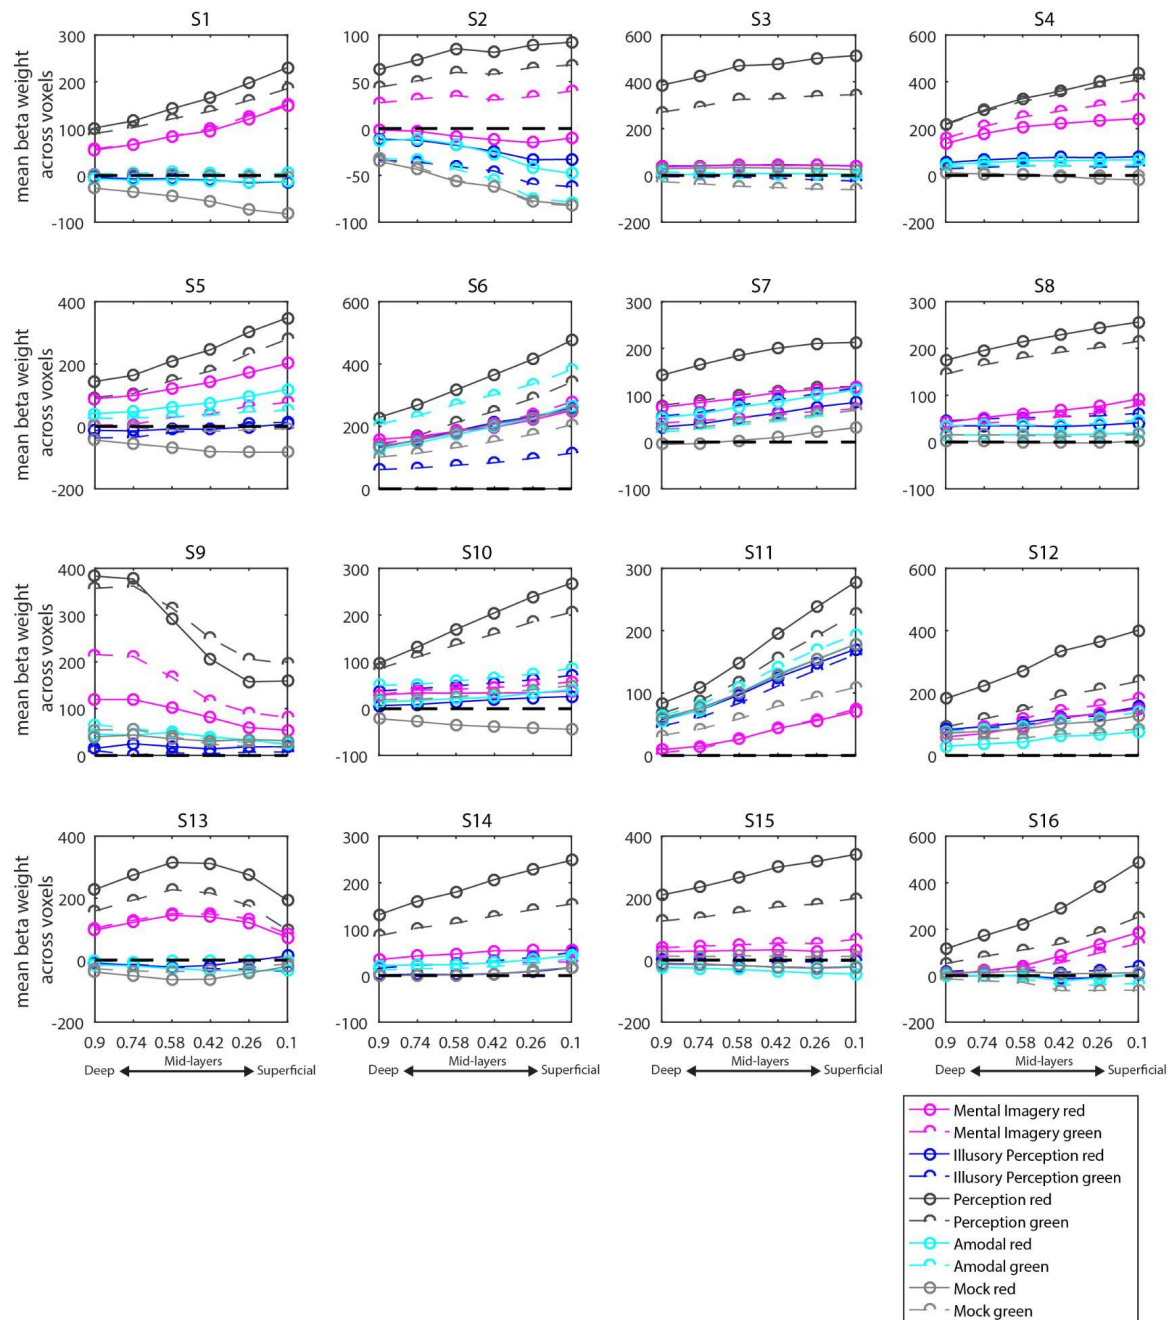 S1 S2 S3 S4
mean beta weight
across voxels
300 200 100 0 -100
100 50 0 -50 -100
600 400 200 0 -200
600 400 200 0 -200
S5 S6 S7 S8
mean beta weight
across voxels
400 200 0 -200
600 400 200 0
300 200 100 0 -100
300 200 100 0 -100
S9 S10 S11 S12
mean beta weight
across voxels
400 300 200 100 0
300 200 100 0 -100
300 200 100 0
600 400 200 0
S13 S14 S15 S16
mean beta weight
across voxels
400 200 0 -200
300 200 100 0 -100
400 200 0 -200
600 400 200 0 -200
0.9 0.74 0.58 0.42 0.26 0.1
Mid-layers
Deep Superficial
0.9 0.74 0.58 0.42 0.26 0.1
Mid-layers
Deep Superficial
0.9 0.74 0.58 0.42 0.26 0.1
Mid-layers
Deep Superficial
0.9 0.74 0.58 0.42 0.26 0.1
Mid-layers
Deep Superficial
Mental Imagery red
Mental Imagery green
Illusory Perception red
Illusory Perception green
Perception red
Perception green
Amodal red
Amodal green
Mock red
Mock green